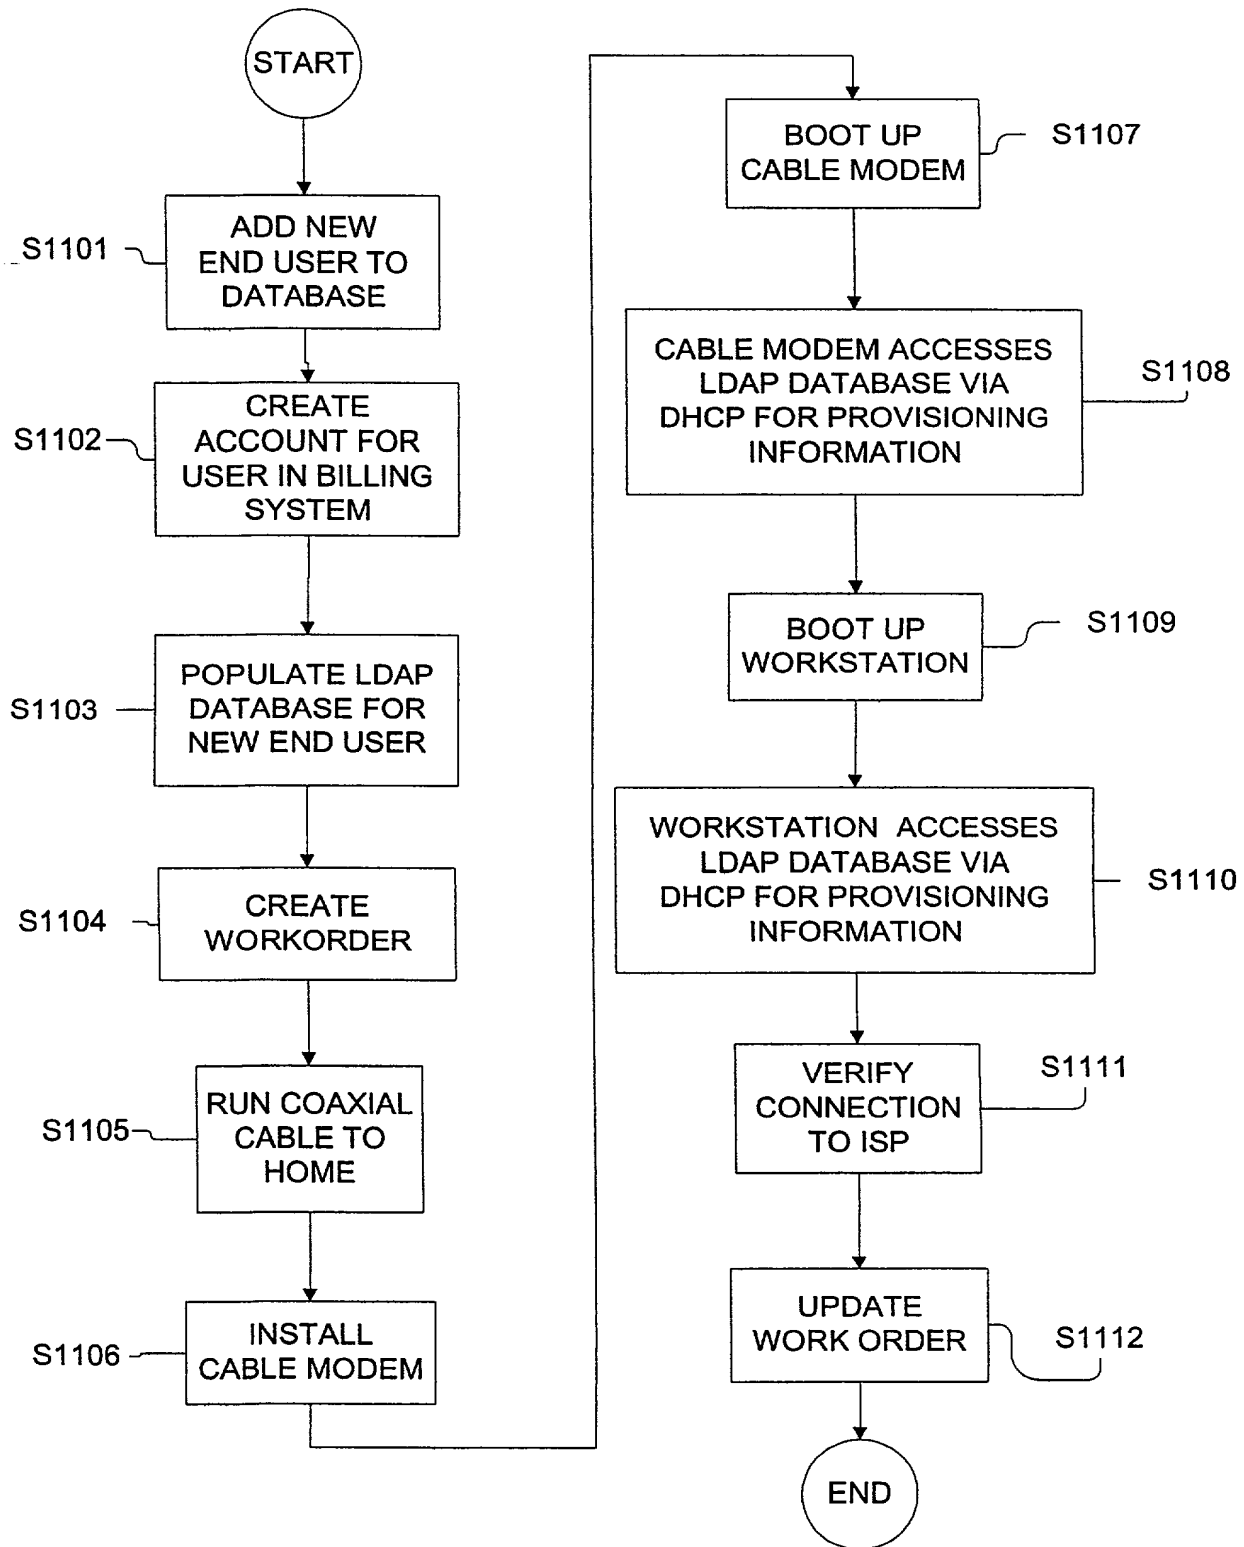 START
S1101
ADD NEW
END USER TO
DATABASE
S1102
CREATE
ACCOUNT FOR
USER IN BILLING
SYSTEM
S1103
POPULATE LDAP
DATABASE FOR
NEW END USER
S1104
CREATE
WORKORDER
S1105
RUN COAXIAL
CABLE TO
HOME
S1106
INSTALL
CABLE MODEM
BOOT UP
CABLE MODEM
S1107
CABLE MODEM ACCESSES
LDAP DATABASE VIA
DHCP FOR PROVISIONING
INFORMATION
S1108
BOOT UP
WORKSTATION
S1109
WORKSTATION ACCESSES
LDAP DATABASE VIA
DHCP FOR PROVISIONING
INFORMATION
S1110
VERIFY
CONNECTION
TO ISP
S1111
UPDATE
WORK ORDER
S1112
END